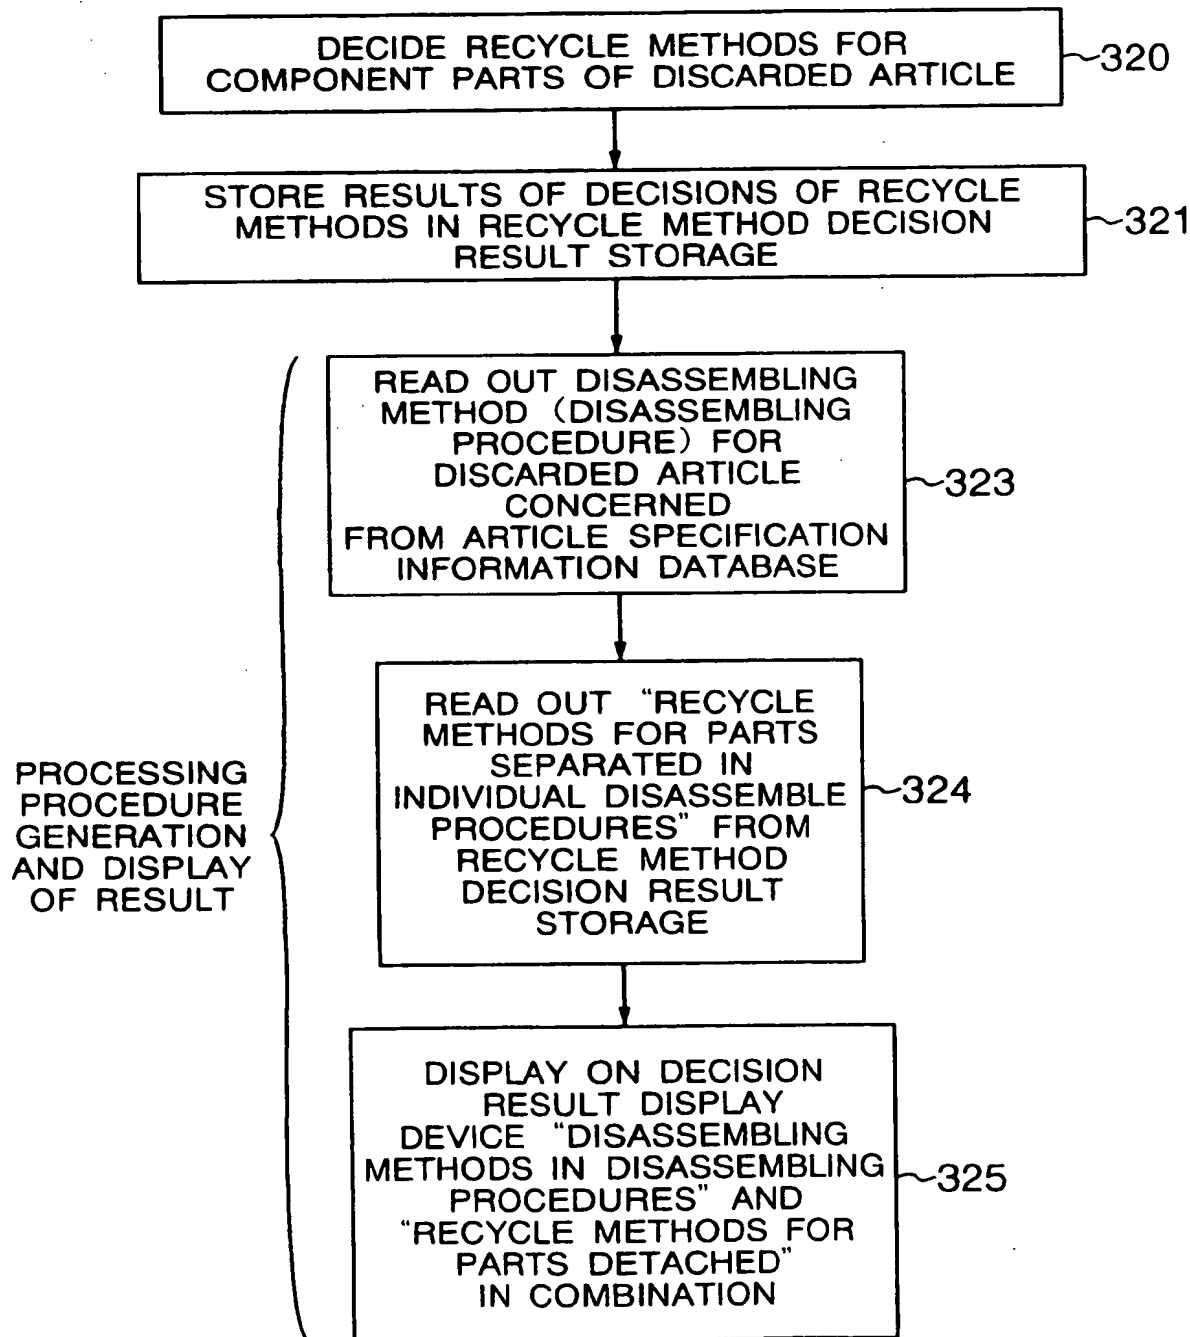 DECIDE RECYCLE METHODS FOR
COMPONENT PARTS OF DISCARDED ARTICLE
320
STORE RESULTS OF DECISIONS OF RECYCLE
METHODS IN RECYCLE METHOD DECISION
RESULT STORAGE
321
READ OUT DISASSEMBLING
METHOD (DISASSEMBLING
PROCEDURE) FOR
DISCARDED ARTICLE
CONCERNED
FROM ARTICLE SPECIFICATION
INFORMATION DATABASE
323
READ OUT “RECYCLE
METHODS FOR PARTS
SEPARATED IN
INDIVIDUAL DISASSEMBLE
PROCEDURES” FROM
RECYCLE METHOD
DECISION RESULT
STORAGE
324
PROCESSING
PROCEDURE
GENERATION
AND DISPLAY
OF RESULT
DISPLAY ON DECISION
RESULT DISPLAY
DEVICE “DISASSEMBLING
METHODS IN DISASSEMBLING
PROCEDURES” AND
“RECYCLE METHODS FOR
PARTS DETACHED”
IN COMBINATION
325